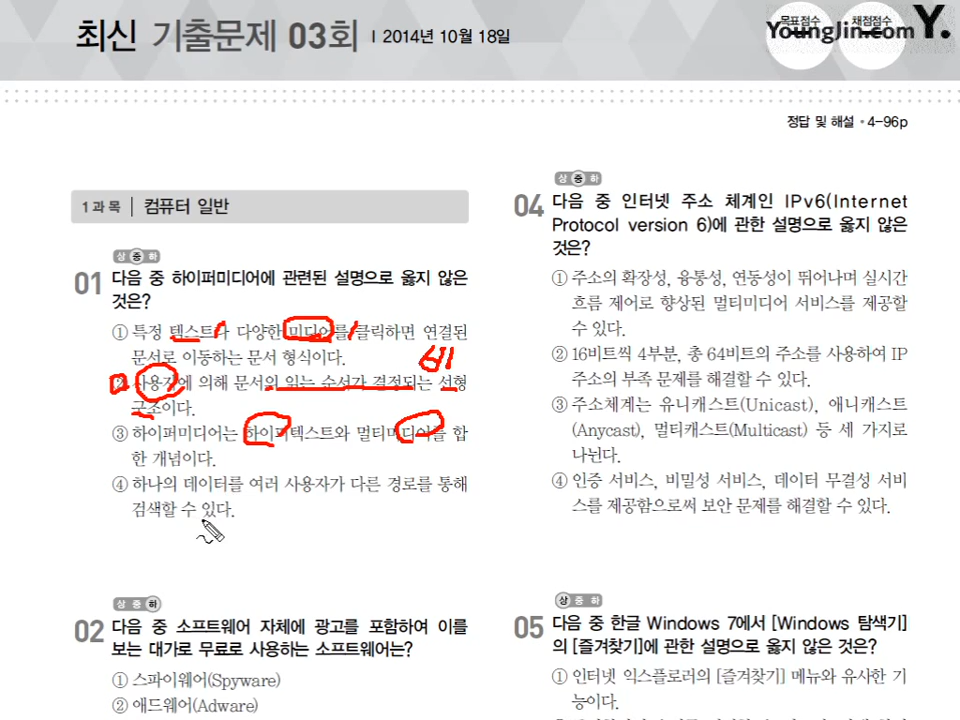 최신 기출문제 03회 | 2014년 10월 18일
목표점수 채점점수
YoungJin.com Y.
정답 및 해설 • 4-96p
1과목 | 컴퓨터 일반
상 중 하
01 다음 중 하이퍼미디어에 관련된 설명으로 옳지 않은
것은?
① 특정 텍스트나 다양한 미디어를 클릭하면 연결된
문서로 이동하는 문서 형식이다.
② 사용자에 의해 문서의 읽는 순서가 결정되는 선형
구조이다.
③ 하이퍼미디어는 하이퍼텍스트와 멀티미디어를 합
한 개념이다.
④ 하나의 데이터를 여러 사용자가 다른 경로를 통해
검색할 수 있다.
상 중 하
02 다음 중 소프트웨어 자체에 광고를 포함하여 이를
보는 대가로 무료로 사용하는 소프트웨어는?
① 스파이웨어(Spyware)
② 애드웨어(Adware)
상 중 하
04 다음 중 인터넷 주소 체계인 IPv6(Internet
Protocol version 6)에 관한 설명으로 옳지 않은
것은?
① 주소의 확장성, 융통성, 연동성이 뛰어나며 실시간
흐름 제어로 향상된 멀티미디어 서비스를 제공할
수 있다.
② 16비트씩 4부분, 총 64비트의 주소를 사용하여 IP
주소의 부족 문제를 해결할 수 있다.
③ 주소체계는 유니캐스트(Unicast), 애니캐스트
(Anycast), 멀티캐스트(Multicast) 등 세 가지로
나뉜다.
④ 인증 서비스, 비밀성 서비스, 데이터 무결성 서비
스를 제공함으로써 보안 문제를 해결할 수 있다.
상 중 하
05 다음 중 한글 Windows 7에서 [Windows 탐색기]
의 [즐겨찾기]에 관한 설명으로 옳지 않은 것은?
① 인터넷 익스플로러의 [즐겨찾기] 메뉴와 유사한 기
능이다.